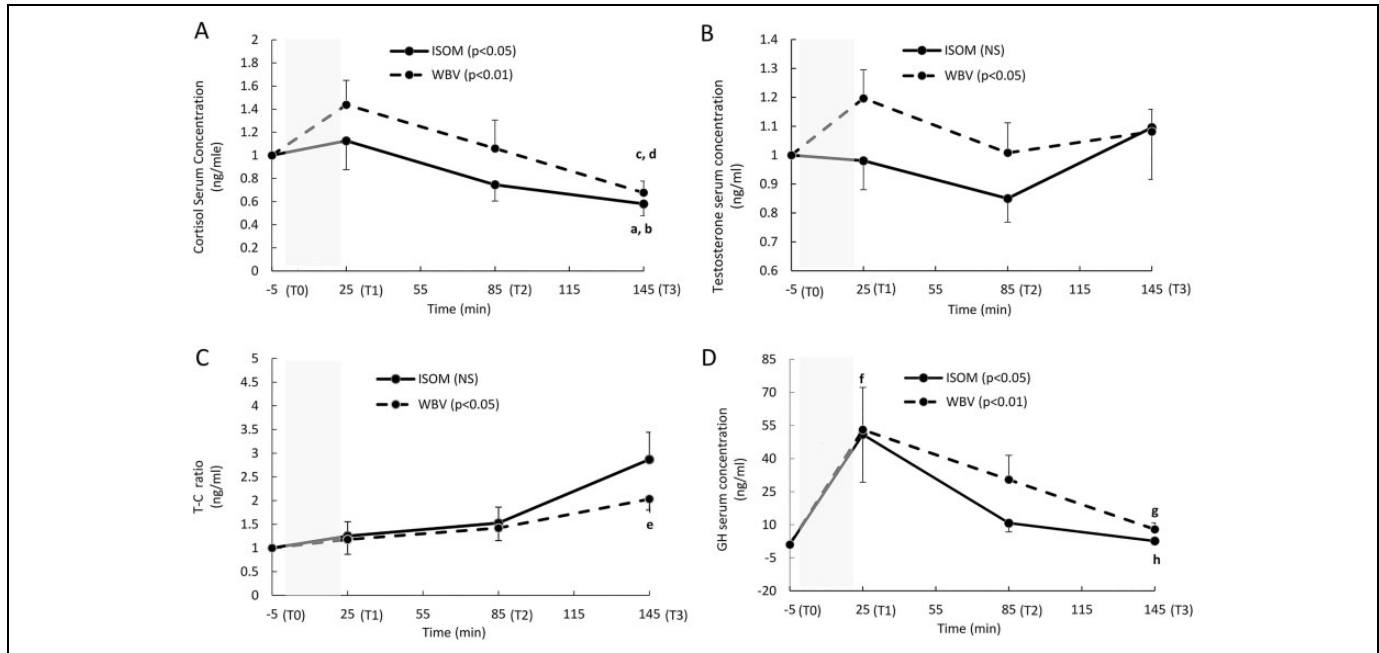 A
Cortisol Serum Concentration
(ng/mle)
2
1.8
1.6
1.4
1.2
1
0.8
0.6
0.4
0.2
0
ISOM (p<0.05)
WBV (p<0.01)
c, d
a, b
-5 (T0) 25 (T1) 55 85 (T2) 115 145 (T3)
Time (min)
B
Testosterone serum concentration
(ng/ml)
1.4
1.3
1.2
1.1
1
0.9
0.8
0.7
0.6
ISOM (NS)
WBV (p<0.05)
-5 (T0) 25 (T1) 55 85 (T2) 115 145 (T3)
Time (min)
C
T-C ratio
(ng/ml)
5
4.5
4
3.5
3
2.5
2
1.5
1
0.5
0
ISOM (NS)
WBV (p<0.05)
e
-5 (T0) 25 (T1) 55 85 (T2) 115 145 (T3)
Time (min)
D
GH serum concentration
(ng/ml)
85
70
55
40
25
10
-5
-20
ISOM (p<0.05)
WBV (p<0.01)
f
g
h
-5 (T0) 25 (T1) 55 85 (T2) 115 145 (T3)
Time (min)